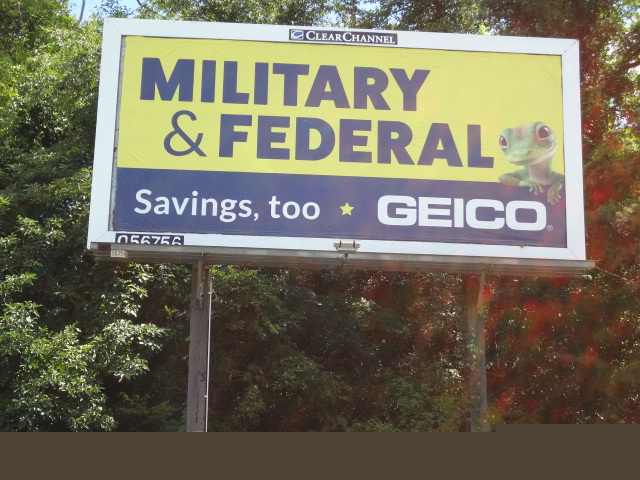 CLEARCHANNEL
MILITARY
& FEDERAL
Savings, too ★ GEICO®
056756